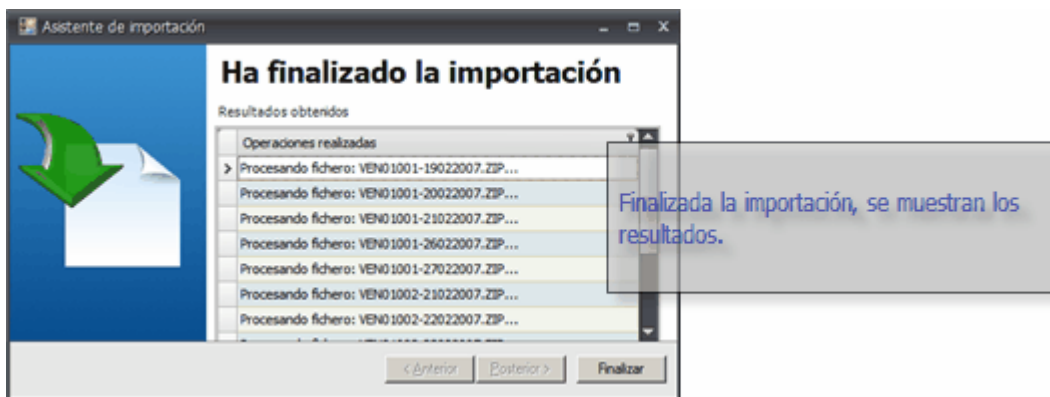 Asistente de importación
Ha finalizado la importación
Resultados obtenidos
Operaciones realizadas
Procesando fichero: VEN01001-19022007.ZIP...
Procesando fichero: VEN01001-20022007.ZIP...
Procesando fichero: VEN01001-21022007.ZIP...
Procesando fichero: VEN01001-26022007.ZIP...
Procesando fichero: VEN01001-27022007.ZIP...
Procesando fichero: VEN01002-21022007.ZIP...
Procesando fichero: VEN01002-22022007.ZIP...
Finalizada la importación, se muestran los
resultados.
< Anterior Posterior > Finalizar